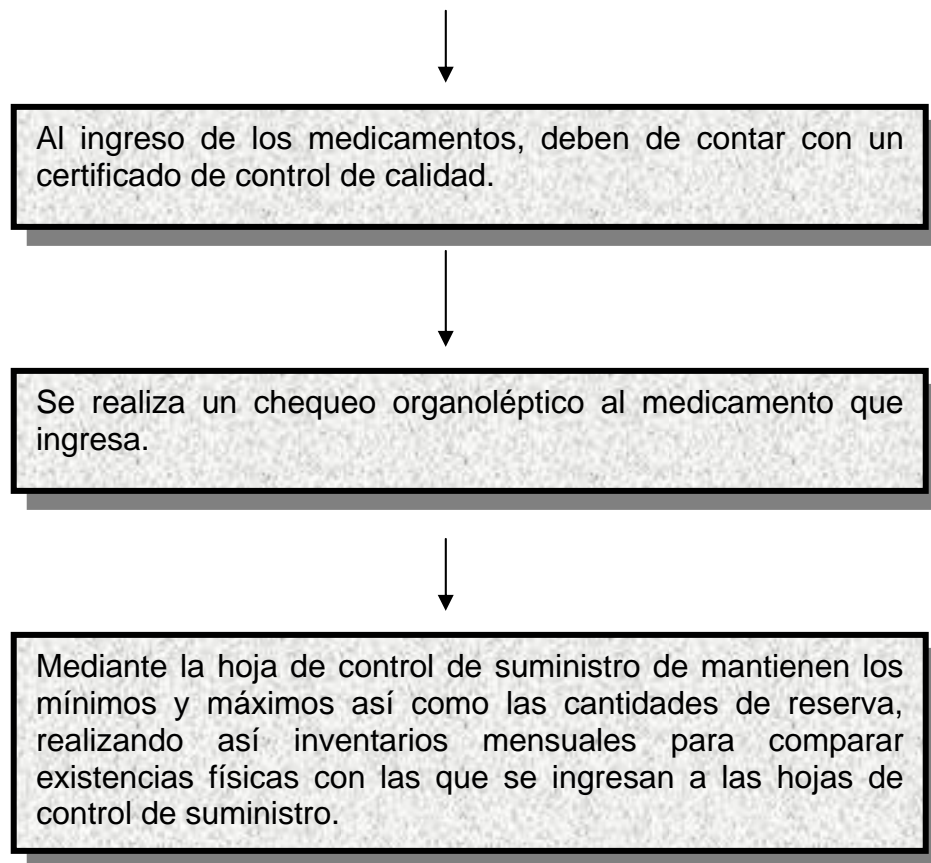 Al ingreso de los medicamentos, deben de contar con un
certificado de control de calidad.
Se realiza un chequeo organoléptico al medicamento que
ingresa.
Mediante la hoja de control de suministro de mantienen los
mínimos y máximos así como las cantidades de reserva,
realizando así inventarios mensuales para comparar
existencias físicas con las que se ingresan a las hojas de
control de suministro.